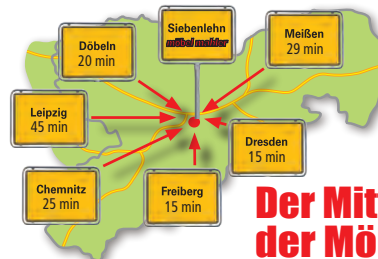 Siebenlehn
möbel mahler
Meißen
29 min
Döbeln
20 min
Leipzig
45 min
Dresden
15 min
Chemnitz
25 min
Freiberg
15 min
Der Mit
der Mö